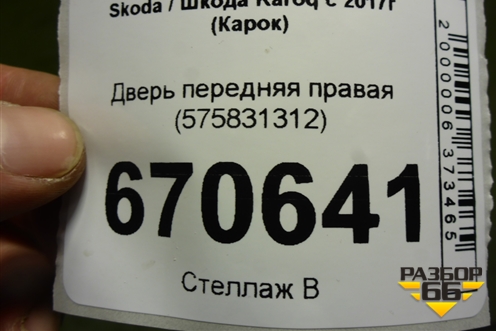 Skoda / Шкода Karoq с 2017г
(Карок)
Дверь передняя правая
(575831312)
670641
Стеллаж В
2000006373465
РАЗБОР
66